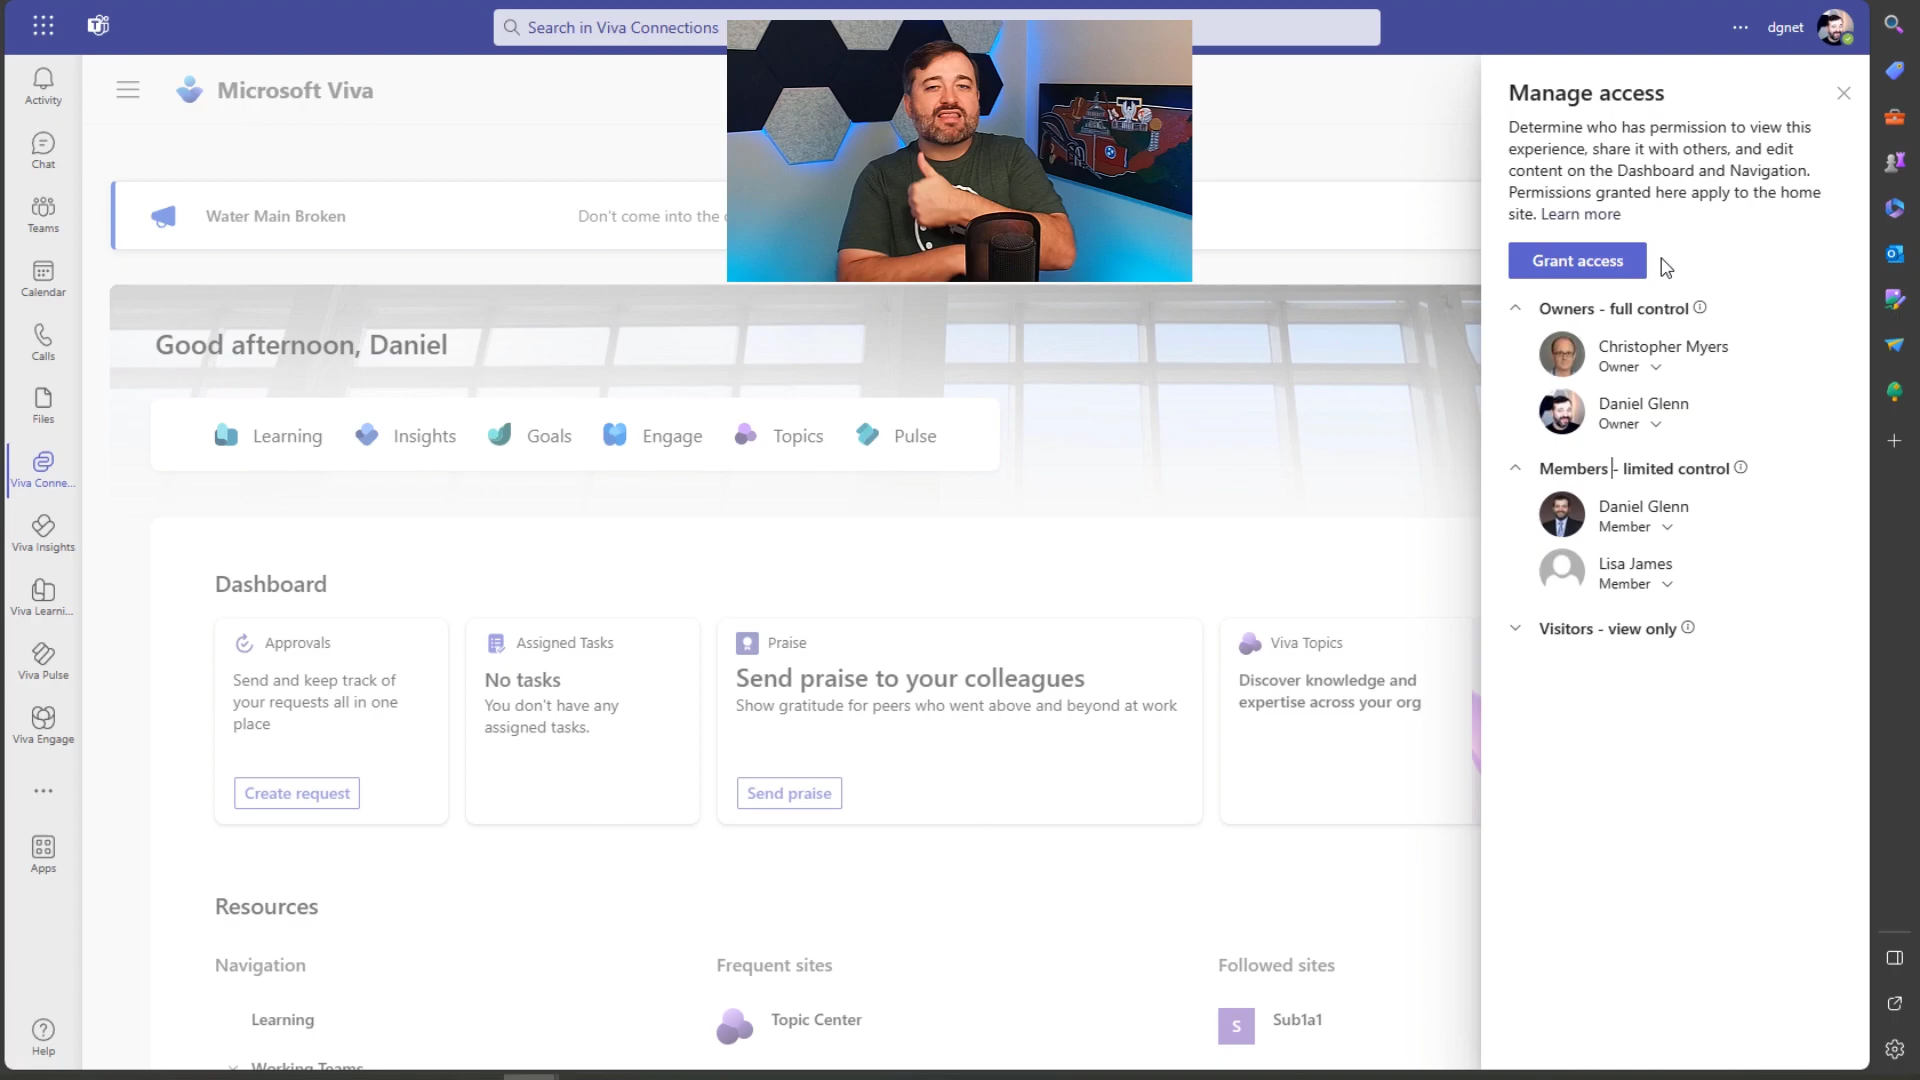 Search in Viva Connections
dgnet
Activity
Chat
Teams
Calendar
Calls
Files
Viva Conne...
Viva Insights
Viva Learni...
Viva Pulse
Viva Engage
Apps
Help
Microsoft Viva
Water Main Broken
Don't come into the
Good afternoon, Daniel
Learning
Insights
Goals
Engage
Topics
Pulse
Dashboard
Approvals
Send and keep track of
your requests all in one
place
Create request
Assigned Tasks
No tasks
You don't have any
assigned tasks.
Praise
Send praise to your colleagues
Show gratitude for peers who went above and beyond at work
Send praise
Viva Topics
Discover knowledge and
expertise across your org
Resources
Navigation
Learning
Working Teams
Frequent sites
Topic Center
Followed sites
S
Sub1a1
Manage access
Determine who has permission to view this
experience, share it with others, and edit
content on the Dashboard and Navigation.
Permissions granted here apply to the home
site. Learn more
Grant access
Owners - full control
Christopher Myers
Owner
Daniel Glenn
Owner
Members - limited control
Daniel Glenn
Member
Lisa James
Member
Visitors - view only